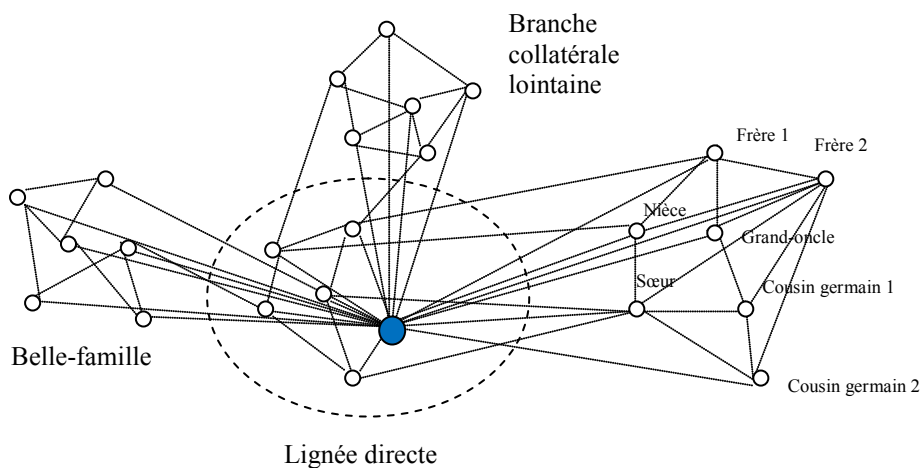 Branche
collatérale
lointaine
Frère 1
Frère 2
Nièce
Grand-oncle
Sœur
Cousin germain 1
Belle-famille
Cousin germain 2
Lignée directe